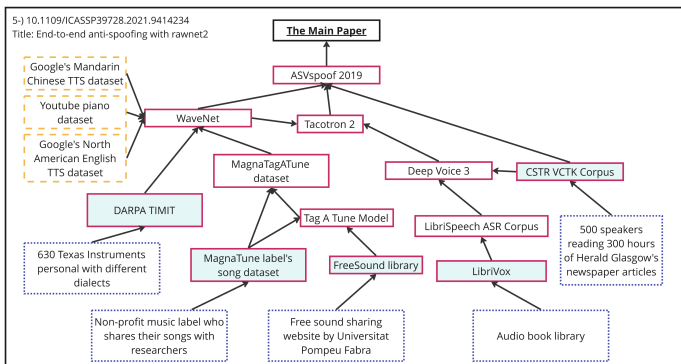 5-) 10.1109/ICASSP39728.2021.9414234
Title: End-to-end anti-spoofing with rawnet2
The Main Paper
ASVspoof 2019
Google's Mandarin
Chinese TTS dataset
Youtube piano
dataset
Google's North
American English
TTS dataset
WaveNet
Tacotron 2
MagnaTagATune
dataset
Deep Voice 3
CSTR VCTK Corpus
DARPA TIMIT
Tag A Tune Model
LibriSpeech ASR Corpus
630 Texas Instruments
personal with different
dialects
MagnaTune label's
song dataset
FreeSound library
LibriVox
500 speakers
reading 300 hours
of Herald Glasgow's
newspaper articles
Non-profit music label who
shares their songs with
researchers
Free sound sharing
website by Universitat
Pompeu Fabra
Audio book library